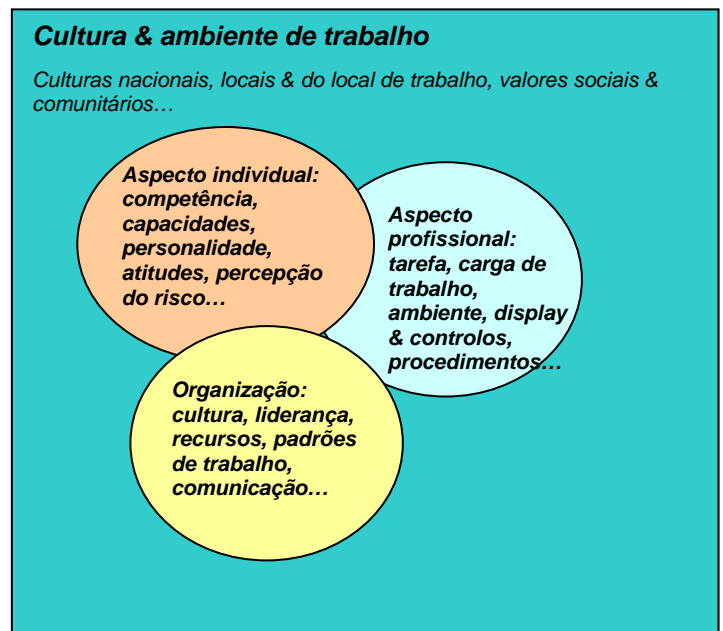 Cultura & ambiente de trabalho
Culturas nacionais, locais & do local de trabalho, valores sociais &
comunitários…
Aspecto individual:
competência,
capacidades,
personalidade,
atitudes, percepção
do risco…
Aspecto
profissional:
tarefa, carga de
trabalho,
ambiente, display
& controlos,
procedimentos…
Organização:
cultura, liderança,
recursos, padrões
de trabalho,
comunicação…